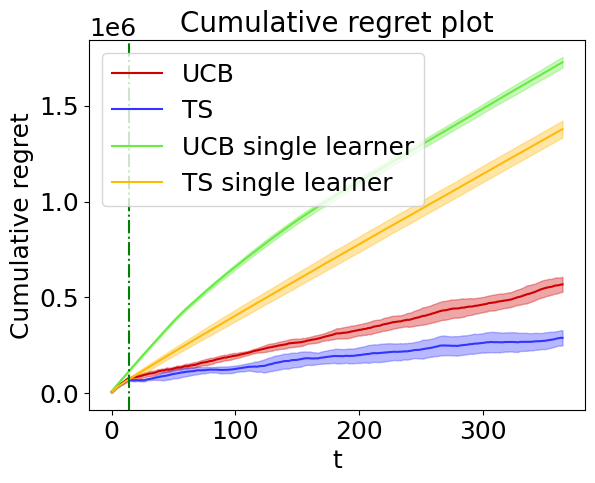 Cumulative regret plot
1e6
UCB
TS
UCB single learner
TS single learner
Cumulative regret
1.5
1.0
0.5
0.0
0 100 200 300
t